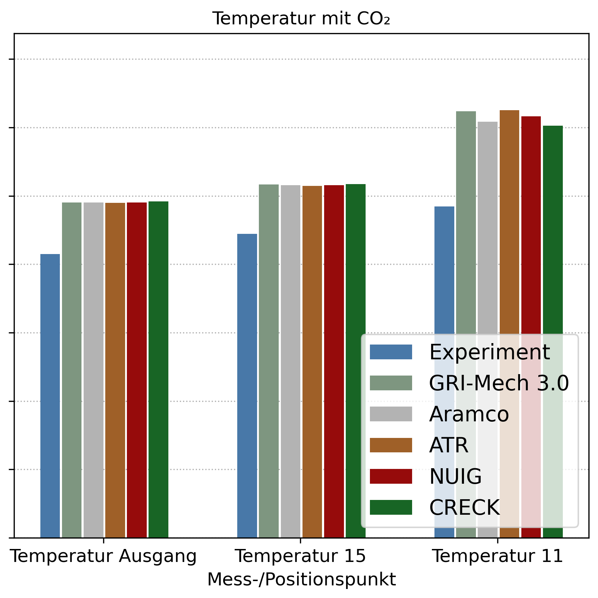 Temperatur mit CO₂
Experiment
GRI-Mech 3.0
Aramco
ATR
NUIG
CRECK
Temperatur Ausgang
Temperatur 15
Temperatur 11
Mess-/Positionspunkt